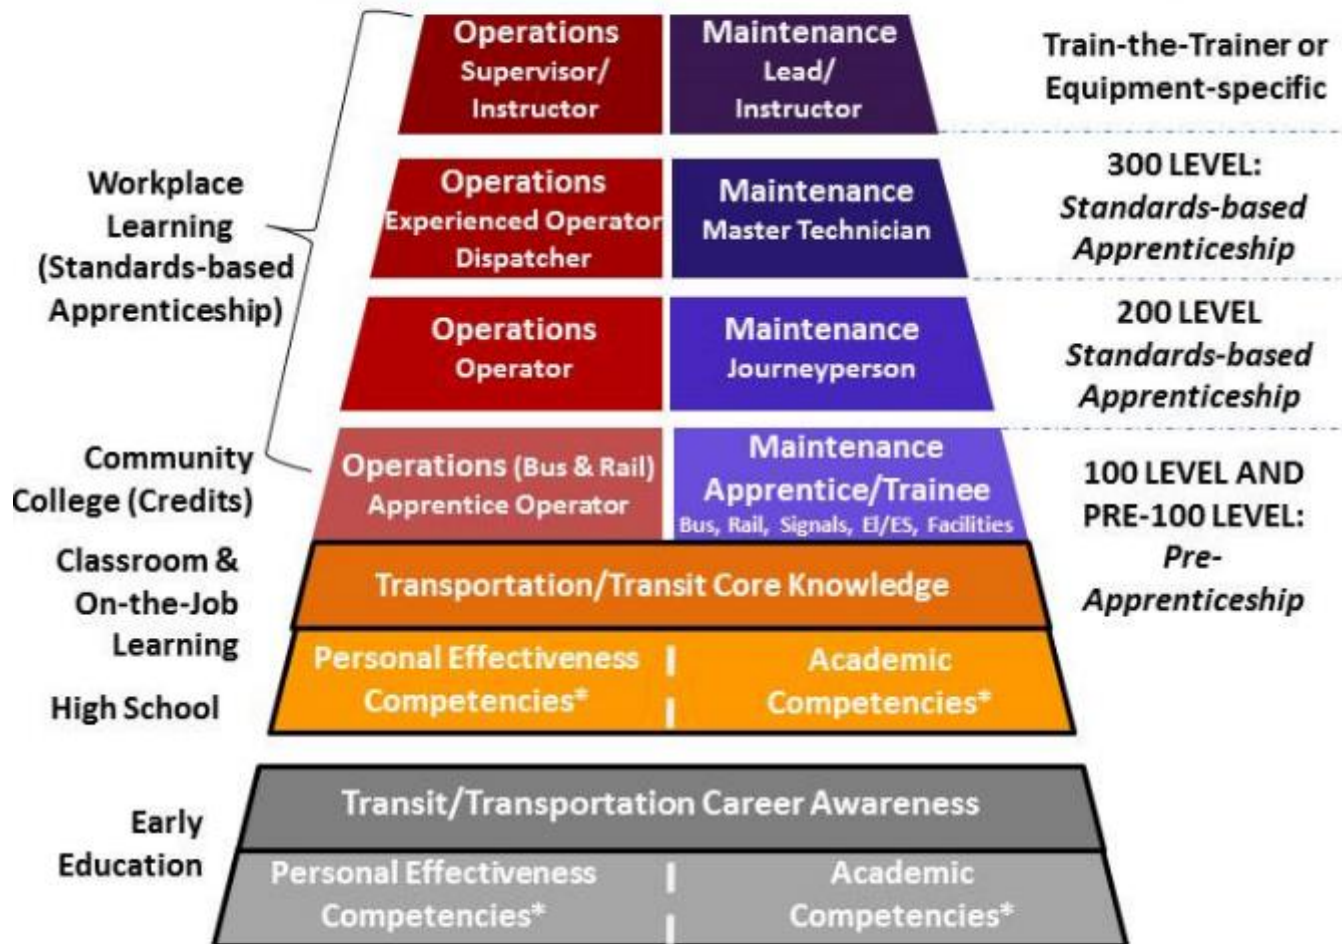 Operations
Supervisor/
Instructor
Maintenance
Lead/
Instructor
Train-the-Trainer or
Equipment-specific
Workplace
Learning
(Standards-based
Apprenticeship)
Operations
Experienced Operator
Dispatcher
Maintenance
Master Technician
300 LEVEL:
Standards-based
Apprenticeship
Operations
Operator
Maintenance
Journeyperson
200 LEVEL
Standards-based
Apprenticeship
Community
College (Credits)
Operations (Bus & Rail)
Apprentice Operator
Maintenance
Apprentice/Trainee
Bus, Rail, Signals, El/ES, Facilities
100 LEVEL AND
PRE-100 LEVEL:
Pre-
Apprenticeship
Classroom &
On-the-Job
Learning
Transportation/Transit Core Knowledge
High School
Personal Effectiveness
Competencies*
Academic
Competencies*
Early
Education
Transit/Transportation Career Awareness
Personal Effectiveness
Competencies*
Academic
Competencies*